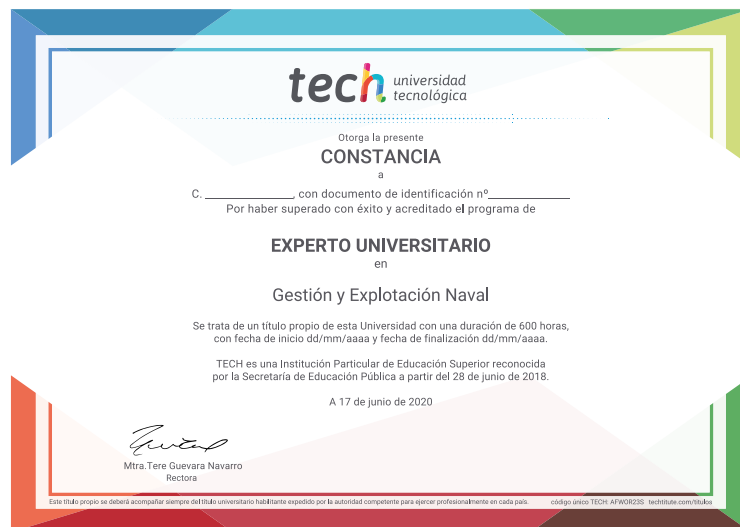 tech universidad
tecnológica
Otorga la presente
CONSTANCIA
a
C. ______________, con documento de identificación nº______________
Por haber superado con éxito y acreditado el programa de
EXPERTO UNIVERSITARIO
en
Gestión y Explotación Naval
Se trata de un título propio de esta Universidad con una duración de 600 horas,
con fecha de inicio dd/mm/aaaa y fecha de finalización dd/mm/aaaa.
TECH es una Institución Particular de Educación Superior reconocida
por la Secretaría de Educación Pública a partir del 28 de junio de 2018.
A 17 de junio de 2020
Mtra.Tere Guevara Navarro
Rectora
Este título propio se deberá acompañar siempre del título universitario habilitante expedido por la autoridad competente para ejercer profesionalmente en cada país. código único TECH: AFWOR23S techtitute.com/titulos